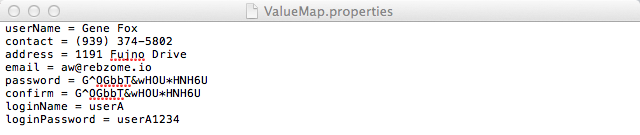 ValueMap.properties
userName = Gene Fox
contact = (939) 374-5802
address = 1191 Fujno Drive
email = aw@rebzome.io
password = G^OGbbT&wHOU*HNH6U
confirm = G^OGbbT&wHOU*HNH6U
loginName = userA
loginPassword = userA1234